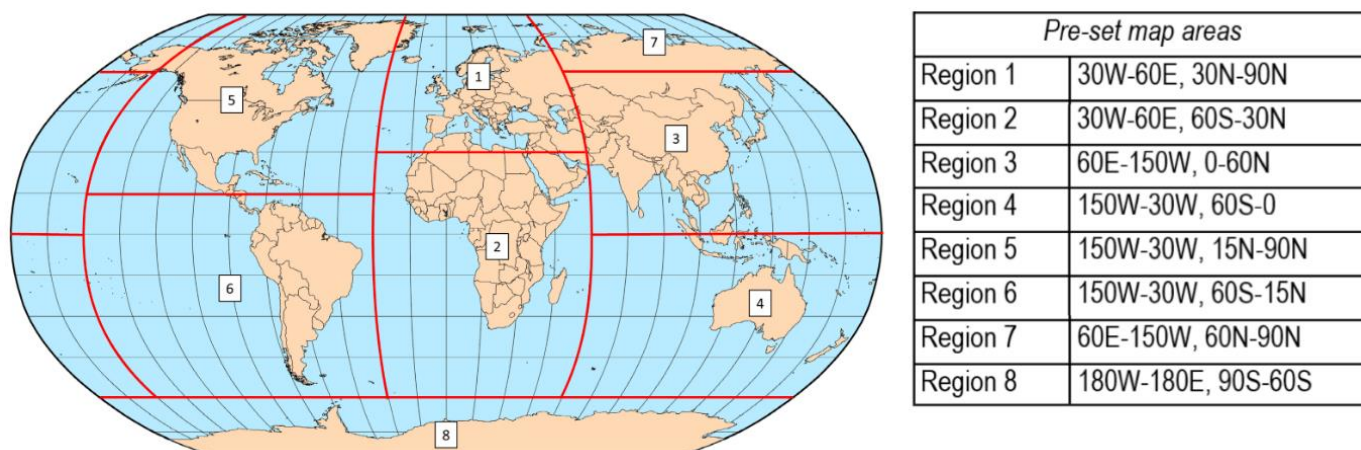 7
1
5
3
2
6
4
8
Pre-set map areas
Region 1 30W-60E, 30N-90N
Region 2 30W-60E, 60S-30N
Region 3 60E-150W, 0-60N
Region 4 150W-30W, 60S-0
Region 5 150W-30W, 15N-90N
Region 6 150W-30W, 60S-15N
Region 7 60E-150W, 60N-90N
Region 8 180W-180E, 90S-60S